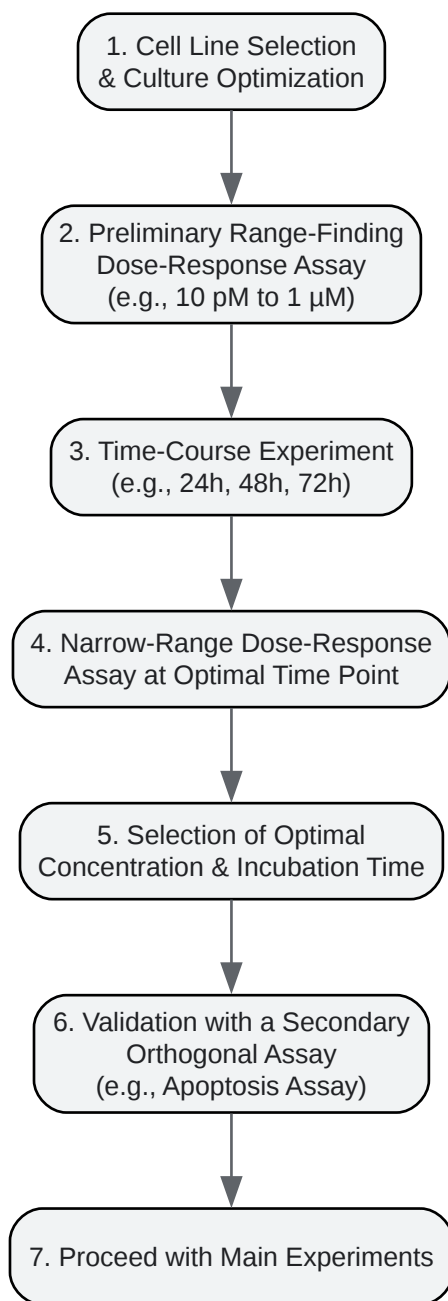 1. Cell Line Selection
& Culture Optimization
2. Preliminary Range-Finding
Dose-Response Assay
(e.g., 10 pM to 1 µM)
3. Time-Course Experiment
(e.g., 24h, 48h, 72h)
4. Narrow-Range Dose-Response
Assay at Optimal Time Point
5. Selection of Optimal
Concentration & Incubation Time
6. Validation with a Secondary
Orthogonal Assay
(e.g., Apoptosis Assay)
7. Proceed with Main Experiments